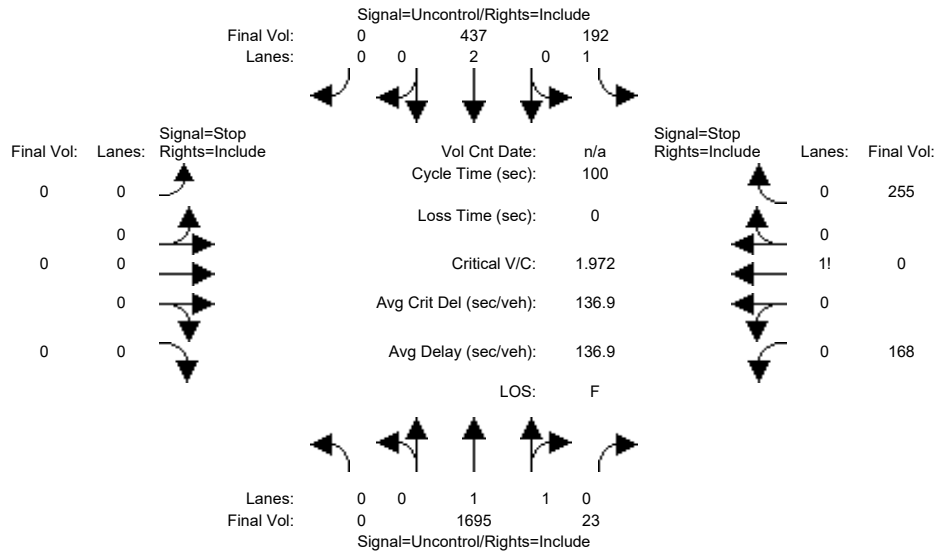 Signal=Uncontrol/Rights=Include
Final Vol: 0 437 192
Lanes: 0 0 2 0 1
Signal=Stop
Final Vol: Lanes: Rights=Include
Vol Cnt Date: n/a
Signal=Stop
Rights=Include Lanes: Final Vol:
Cycle Time (sec): 100
0 0
0 255
Loss Time (sec): 0
0
0
0 0
Critical V/C: 1.972
1! 0
0
Avg Crit Del (sec/veh): 136.9
0
0 0
Avg Delay (sec/veh): 136.9
0 168
LOS: F
Lanes: 0 0 1 1 0
Final Vol: 0 1695 23
Signal=Uncontrol/Rights=Include